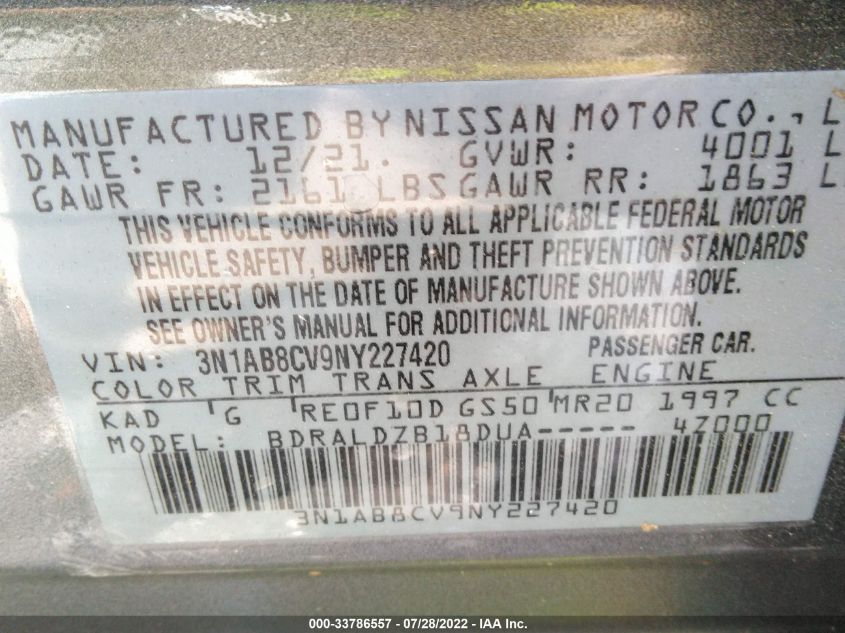 MANUFACTURED BY NISSAN MOTOR CO., L
DATE: 12/21. GVWR: 4001 L
GAWR FR: 2161 LBS GAWR RR: 1863 L
THIS VEHICLE CONFORMS TO ALL APPLICABLE FEDERAL MOTOR
VEHICLE SAFETY, BUMPER AND THEFT PREVENTION STANDARDS
IN EFFECT ON THE DATE OF MANUFACTURE SHOWN ABOVE.
SEE OWNER'S MANUAL FOR ADDITIONAL INFORMATION.
VIN: 3N1AB8CV9NY227420 PASSENGER CAR.
COLOR TRIM TRANS AXLE ENGINE
KAD G RE0F10D GS50 MR20 1997 CC
MODEL: BDRALDZB18DUA----- 4Z000
3N1AB8CV9NY227420
000-33786557 - 07/28/2022 - IAA Inc.